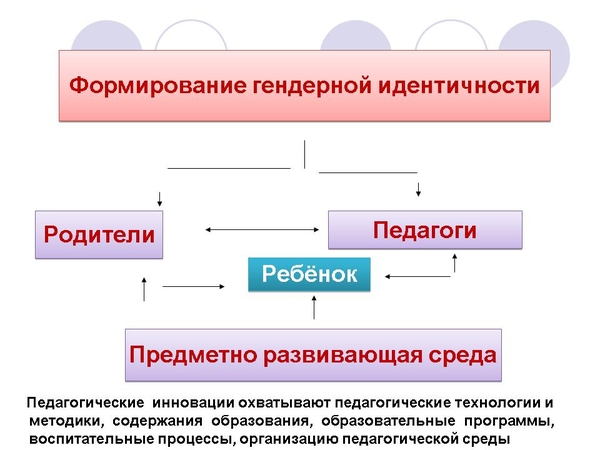 Формирование гендерной идентичности
Родители
Педагоги
Ребёнок
Предметно развивающая среда
Педагогические инновации охватывают педагогические технологии и
методики, содержания образования, образовательные программы,
воспитательные процессы, организацию педагогической среды